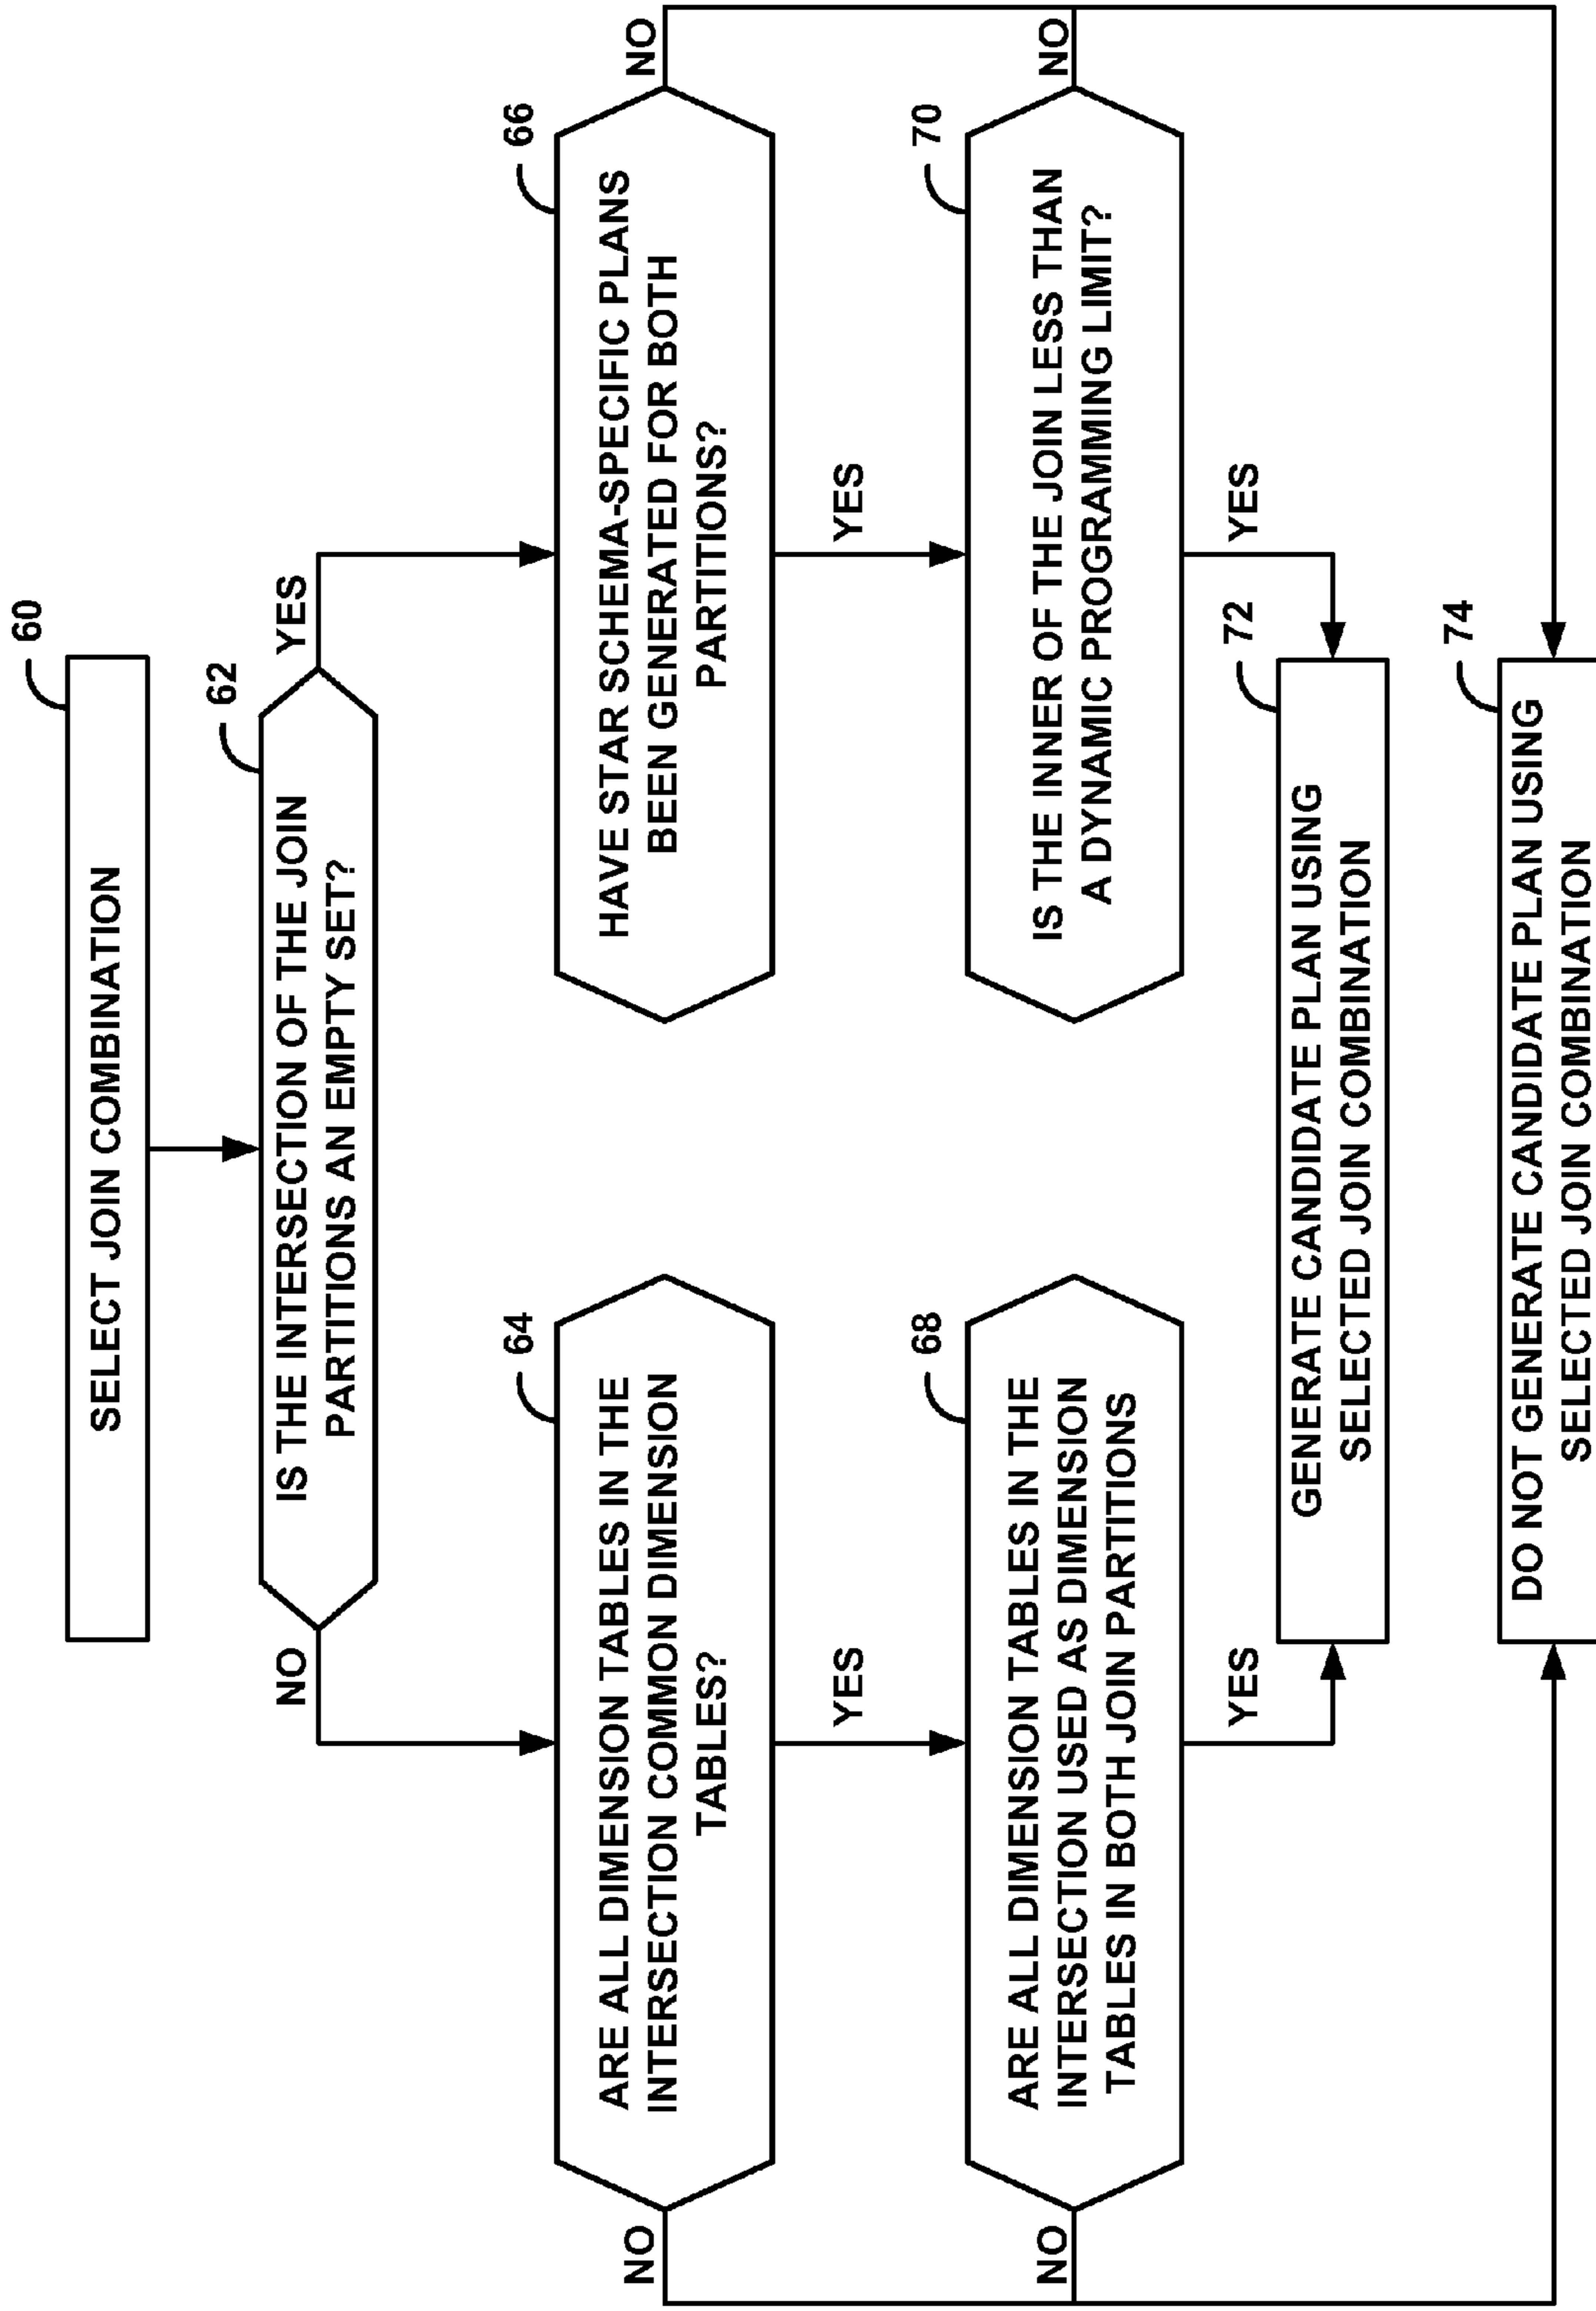 60
SELECT JOIN COMBINATION
62
IS THE INTERSECTION OF THE JOIN
PARTITIONS AN EMPTY SET?
NO
YES
64
ARE ALL DIMENSION TABLES IN THE
INTERSECTION COMMON DIMENSION
TABLES?
NO
YES
66
HAVE STAR SCHEMA-SPECIFIC PLANS
BEEN GENERATED FOR BOTH
PARTITIONS?
NO
YES
68
ARE ALL DIMENSION TABLES IN THE
INTERSECTION USED AS DIMENSION
TABLES IN BOTH JOIN PARTITIONS
NO
YES
70
IS THE INNER OF THE JOIN LESS THAN
A DYNAMIC PROGRAMMING LIMIT?
NO
YES
72
GENERATE CANDIDATE PLAN USING
SELECTED JOIN COMBINATION
74
DO NOT GENERATE CANDIDATE PLAN USING
SELECTED JOIN COMBINATION